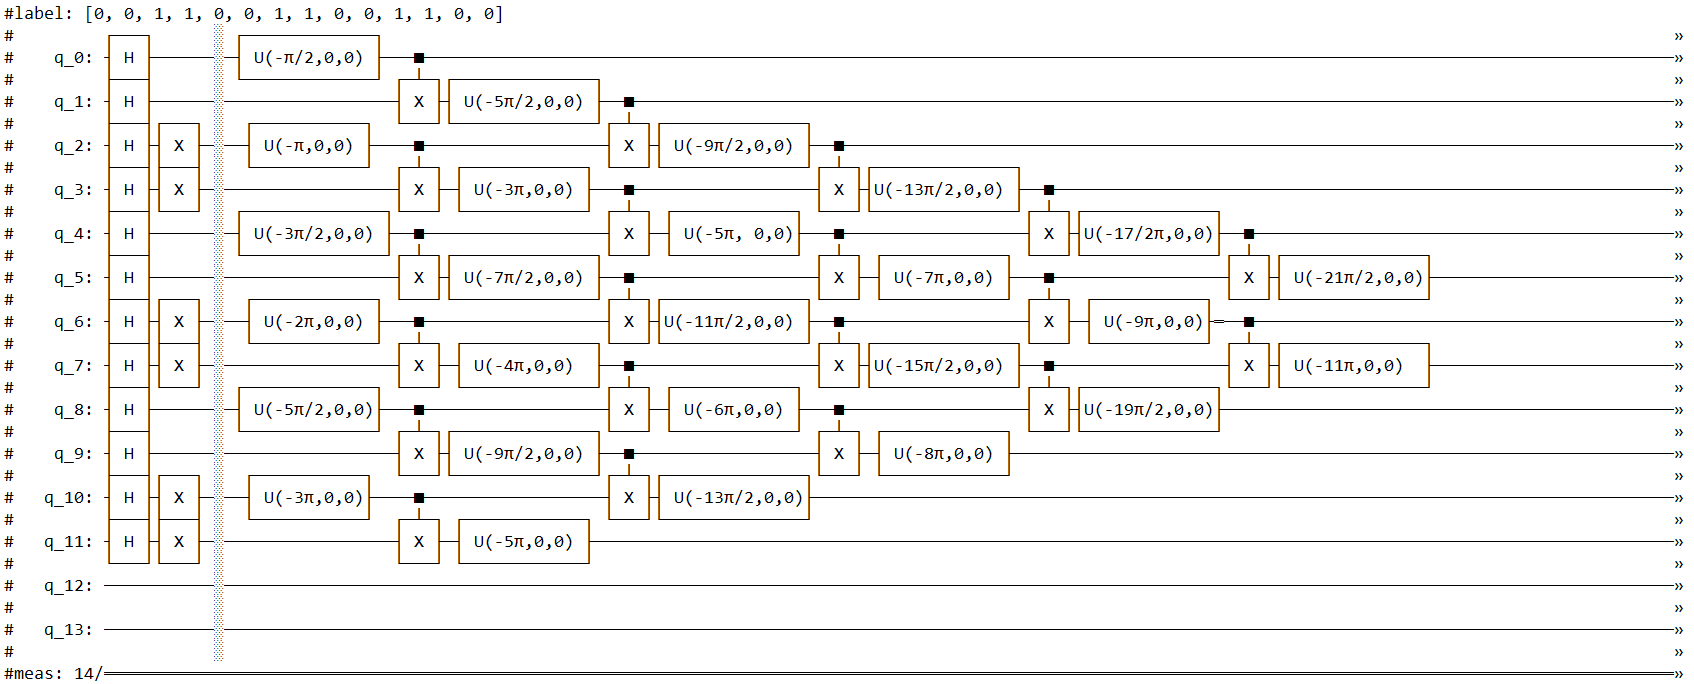 #label: [0, 0, 1, 1, 0, 0, 1, 1, 0, 0, 1, 1, 0, 0]
# »
# q_0: H U(-π/2,0,0) »
# »
# q_1: H X U(-5π/2,0,0) »
# »
# q_2: H X U(-π,0,0) X U(-9π/2,0,0) »
# »
# q_3: H X X U(-3π,0,0) X U(-13π/2,0,0) »
# »
# q_4: H U(-3π/2,0,0) X U(-5π, 0,0) X U(-17/2π,0,0) »
# »
# q_5: H X U(-7π/2,0,0) X U(-7π,0,0) X U(-21π/2,0,0) »
# »
# q_6: H X U(-2π,0,0) X U(-11π/2,0,0) X U(-9π,0,0) »
# »
# q_7: H X X U(-4π,0,0) X U(-15π/2,0,0) X U(-11π,0,0) »
# »
# q_8: H U(-5π/2,0,0) X U(-6π,0,0) X U(-19π/2,0,0) »
# »
# q_9: H X U(-9π/2,0,0) X U(-8π,0,0) »
# »
# q_10: H X U(-3π,0,0) X U(-13π/2,0,0) »
# »
# q_11: H X X U(-5π,0,0) »
# »
# q_12: »
# »
# q_13: »
# »
#meas: 14/ »